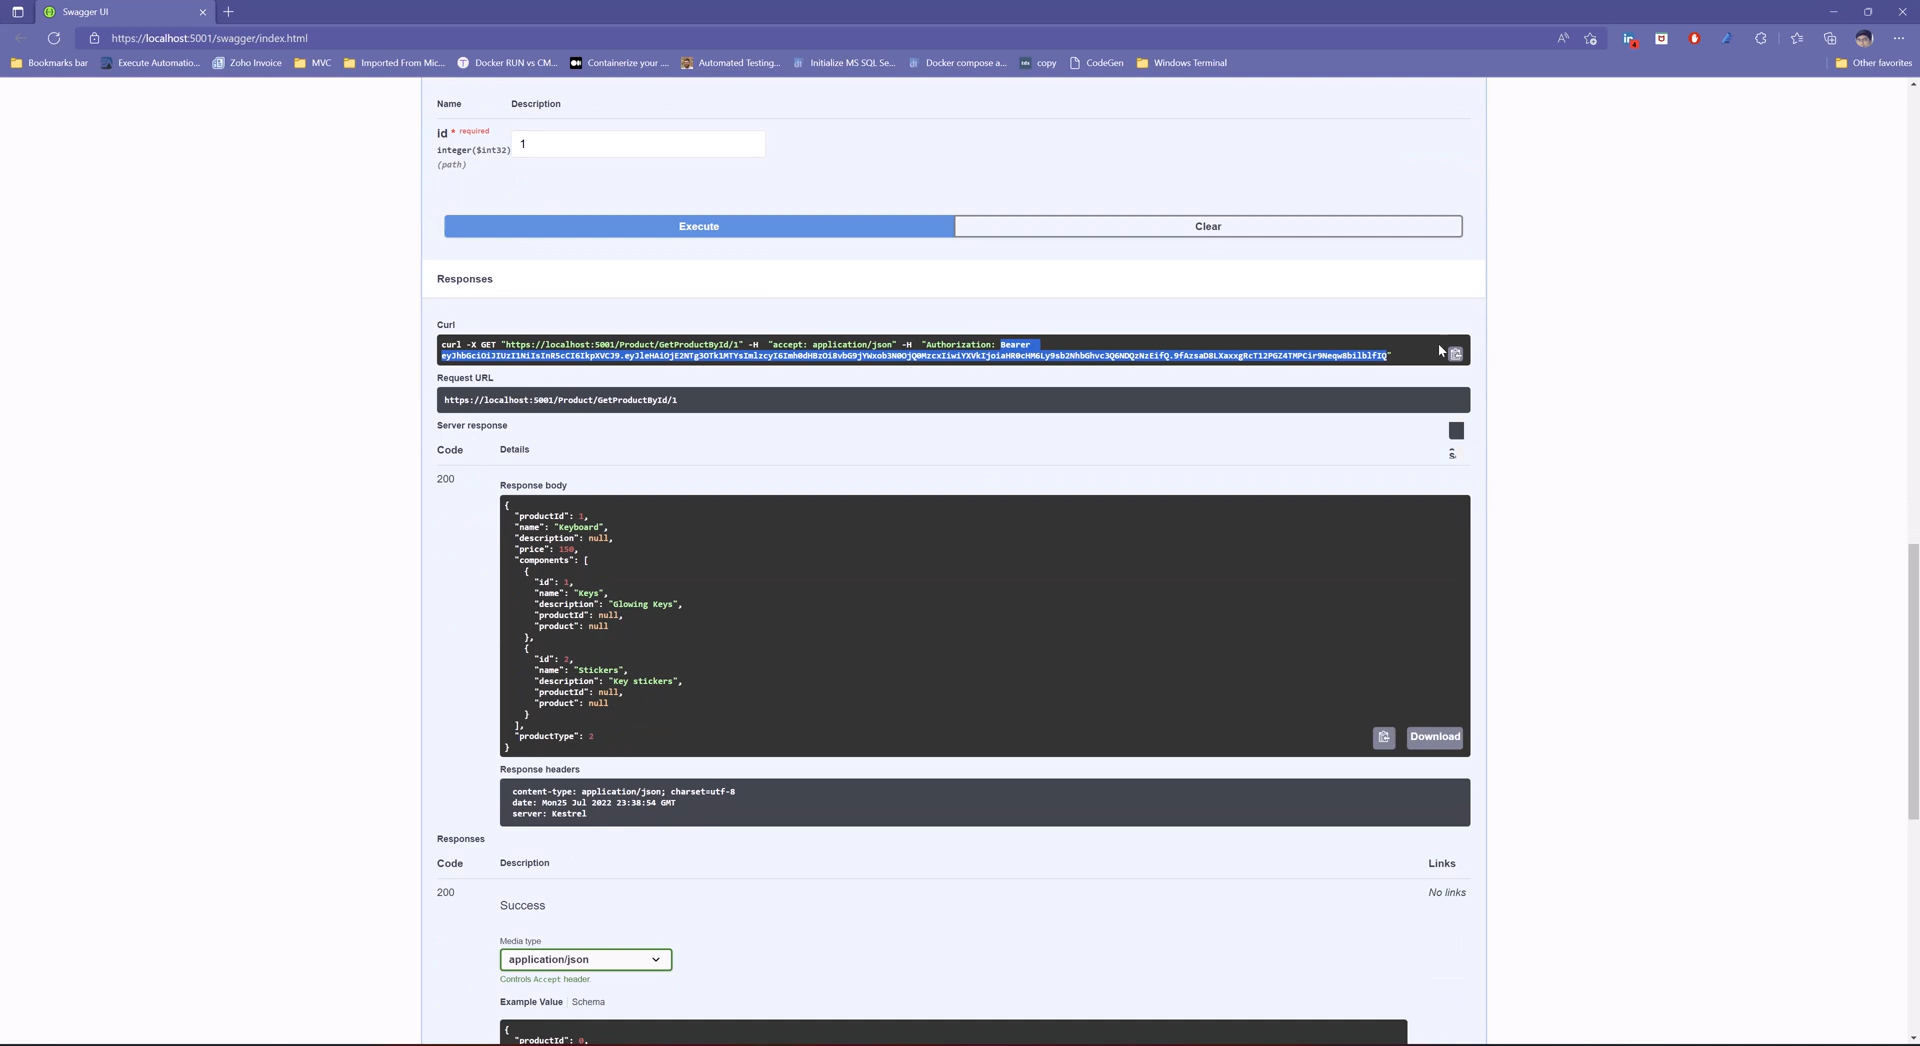 Swagger UI
https://localhost:5001/swagger/index.html
4
Bookmarks bar
Execute Automatio...
Zoho Invoice
MVC
Imported From Mic...
Docker RUN vs CM...
Containerize your ....
Automated Testing...
Initialize MS SQL Se...
Docker compose a...
copy
CodeGen
Windows Terminal
Other favorites
Name Description
id * required
integer($int32)
(path)
1
Execute Clear
Responses
Curl
curl -X GET "https://localhost:5001/Product/GetProductById/1" -H "accept: application/json" -H "Authorization: Bearer
Request URL
https://localhost:5001/Product/GetProductById/1
Server response
Code Details
200
Response body
{
"productId": 1,
"name": "Keyboard",
"description": null,
"price": 150,
"components": [
{
"id": 1,
"name": "Keys",
"description": "Glowing Keys",
"productId": null,
"product": null
},
{
"id": 2,
"name": "Stickers",
"description": "Key stickers",
"productId": null,
"product": null
}
],
"productType": 2
}
Download
Response headers
content-type: application/json; charset=utf-8
date: Mon25 Jul 2022 23:38:54 GMT
server: Kestrel
Responses
Code Description Links
200 No links
Success
Media type
application/json
Controls Accept header.
Example Value Schema
{
"productId": 0,